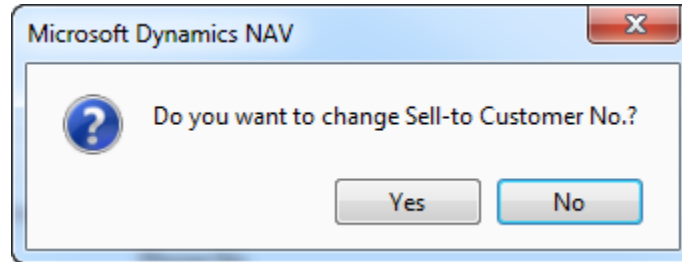 Microsoft Dynamics NAV
Do you want to change Sell-to Customer No.?
Yes
No